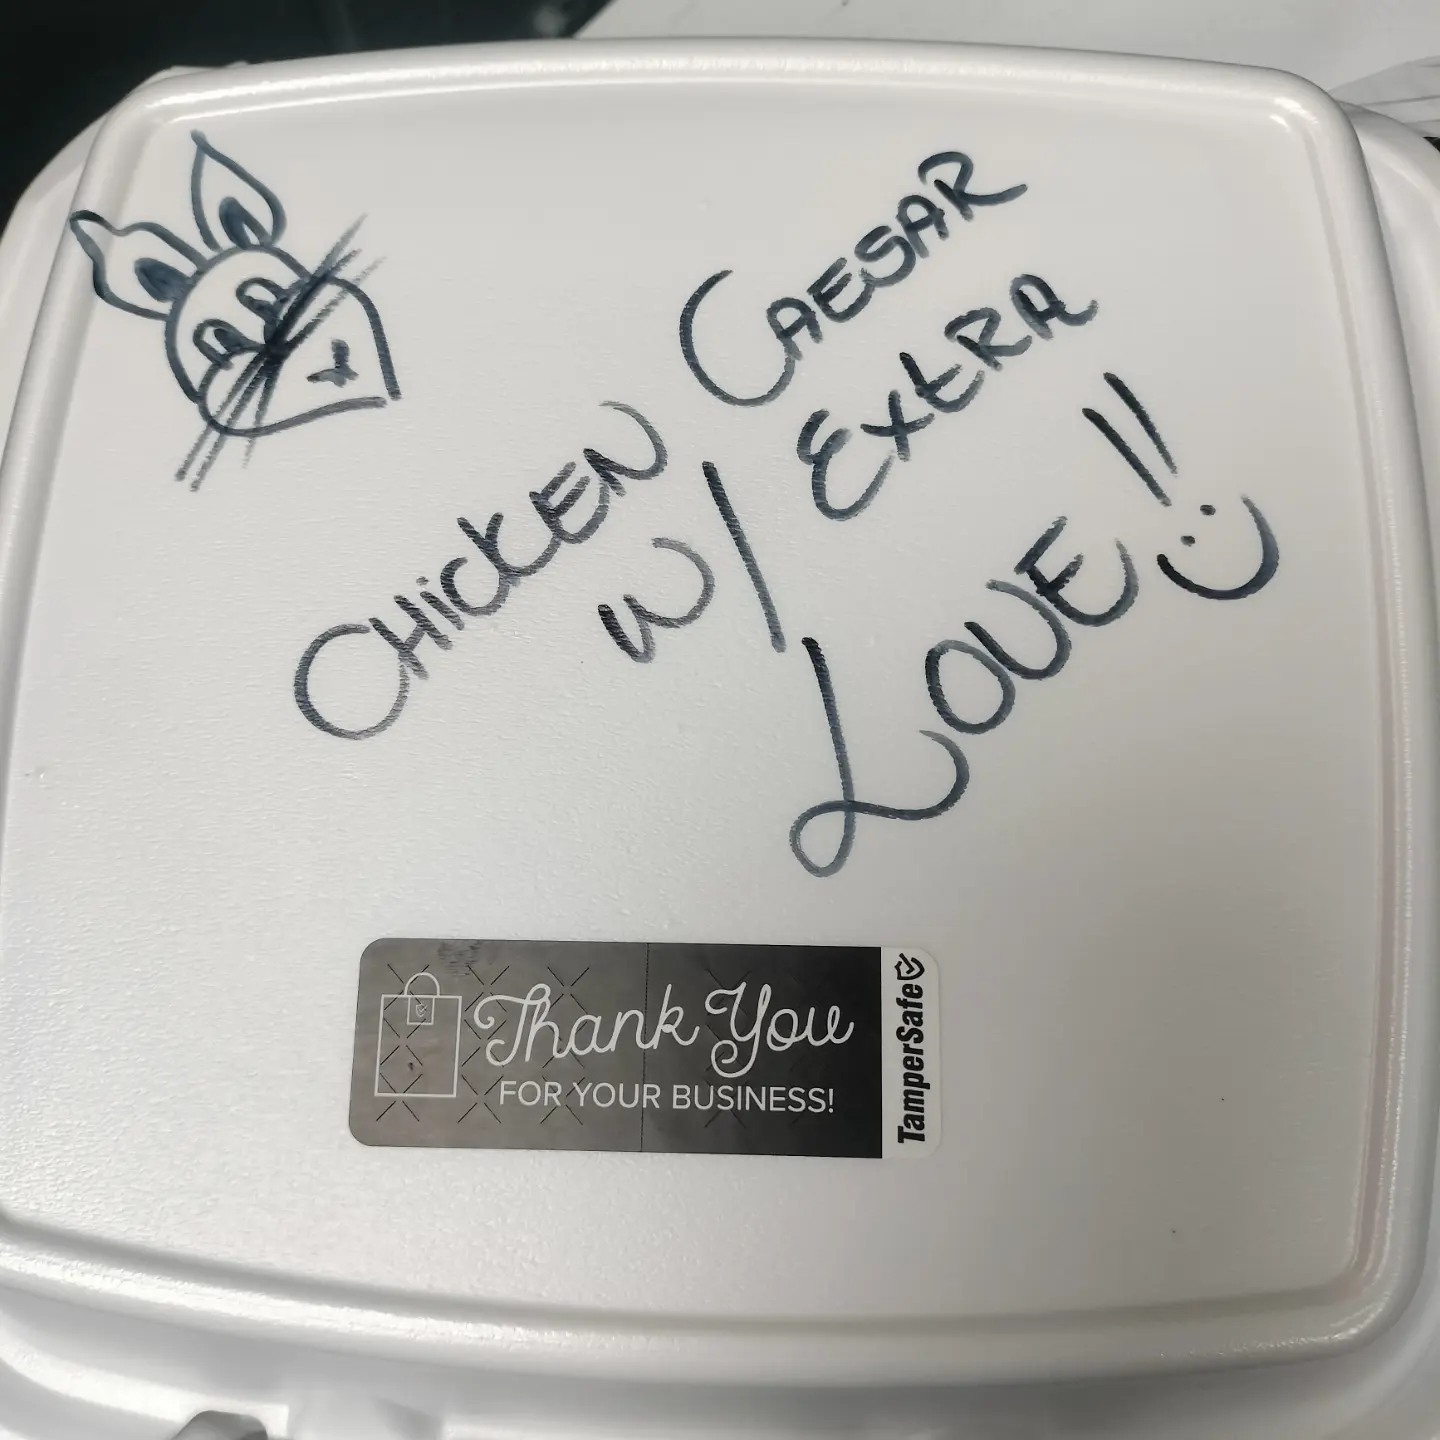 CHicKEN CAESAR
w/ ExtRA
LOVE!! :)
Thank You
FOR YOUR BUSINESS!
TamperSafe